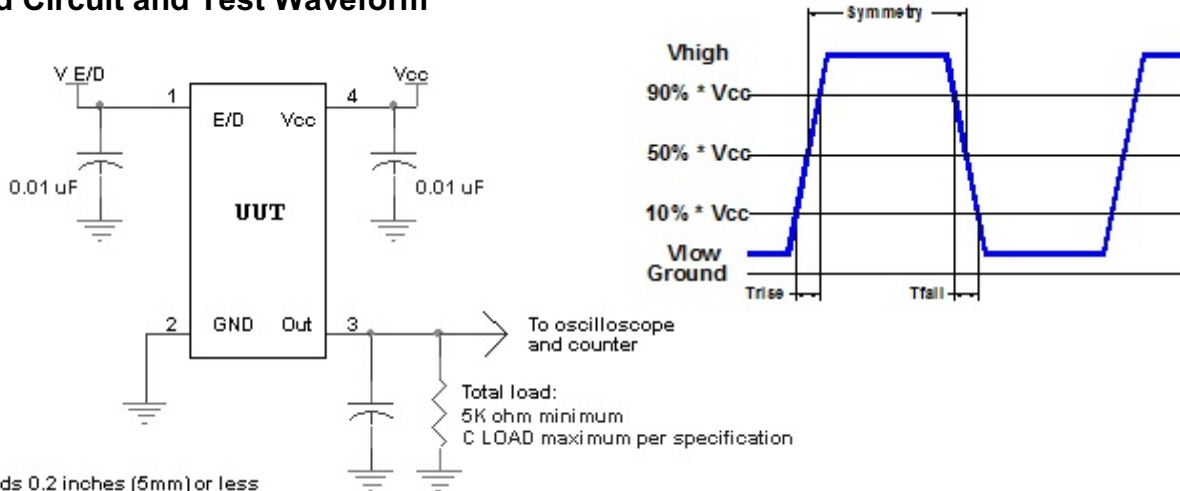 d Circuit and Test Waveform
V E/D
Vcc
1
4
E/D Vcc
0.01 uF
0.01 uF
UUT
2
GND Out
3
To oscilloscope
and counter
Total load:
5K ohm minimum
C LOAD maximum per specification
ds 0.2 inches (5mm) or less
Symmetry
Vhigh
90% * Vcc
50% * Vcc
10% * Vcc
Vlow
Ground
Trise
Tfall